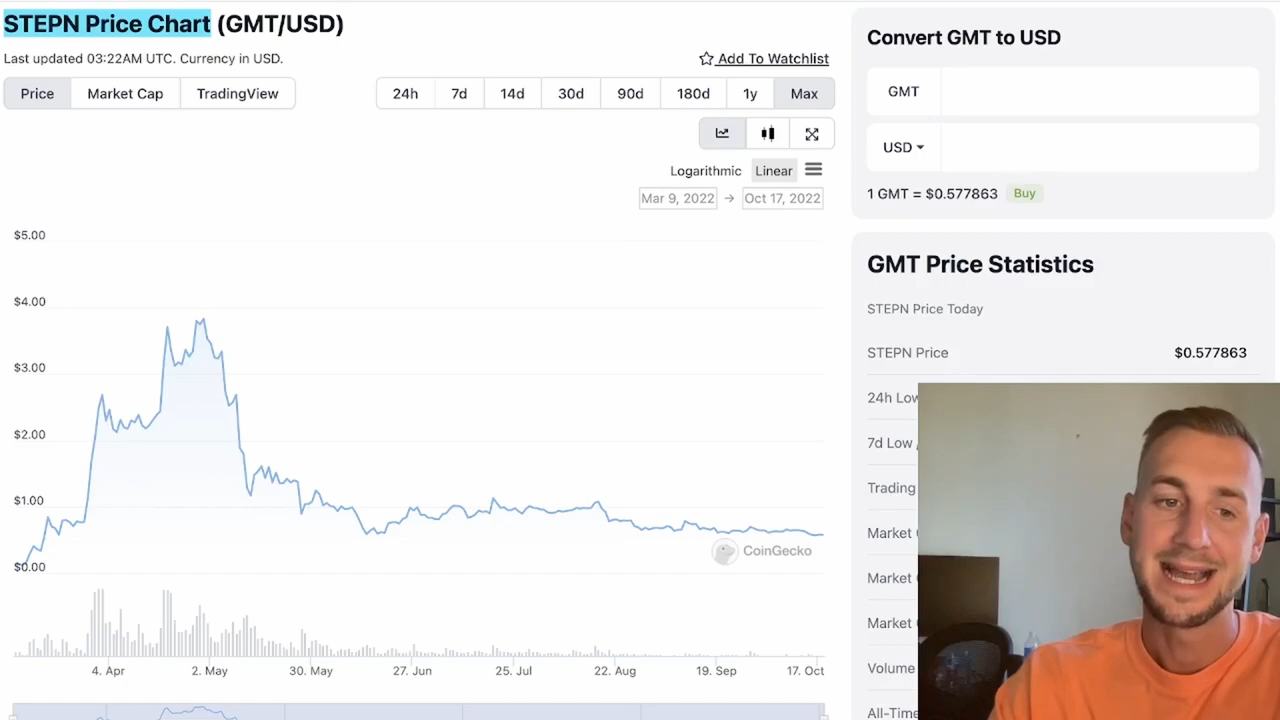 STEPN Price Chart (GMT/USD)
Last updated 03:22AM UTC. Currency in USD.
Add To Watchlist
Price Market Cap TradingView
24h 7d 14d 30d 90d 180d 1y Max
Logarithmic Linear
Mar 9, 2022 → Oct 17, 2022
$5.00
$4.00
$3.00
$2.00
$1.00
$0.00
CoinGecko
4. Apr 2. May 30. May 27. Jun 25. Jul 22. Aug 19. Sep 17. Oct
Convert GMT to USD
GMT
USD
1 GMT = $0.577863 Buy
GMT Price Statistics
STEPN Price Today
STEPN Price $0.577863
24h Low
7d Low /
Trading
Market
Market
Market
Volume
All-Time